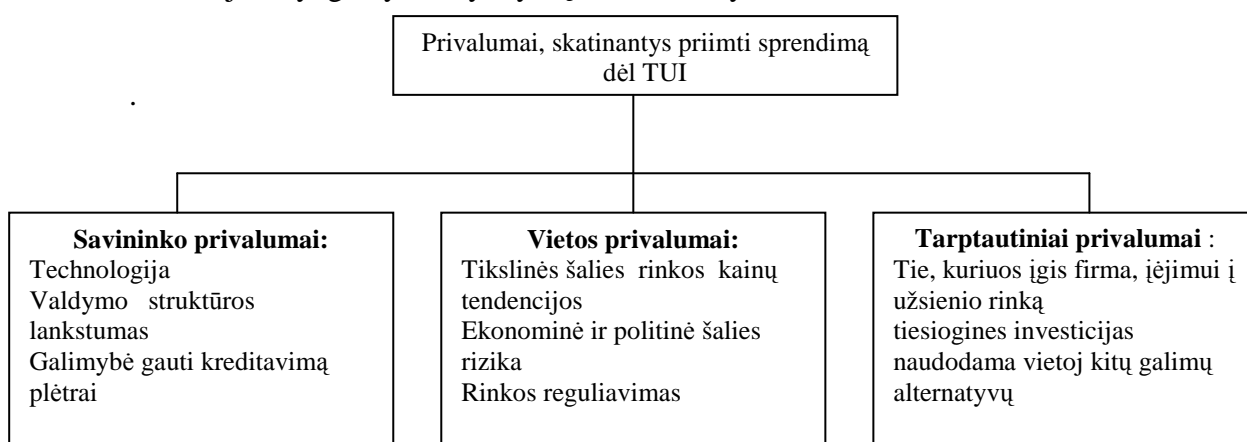 Privalumai, skatinantys priimti sprendimą
dėl TUI
.
Savininko privalumai:
Technologija
Valdymo struktūros
lankstumas
Galimybė gauti kreditavimą
plėtrai
Vietos privalumai:
Tikslinės šalies rinkos kainų
tendencijos
Ekonominė ir politinė šalies
rizika
Rinkos reguliavimas
Tarptautiniai privalumai :
Tie, kuriuos įgis firma, įėjimui į
užsienio rinką
tiesiogines investicijas
naudodama vietoj kitų galimų
alternatyvų